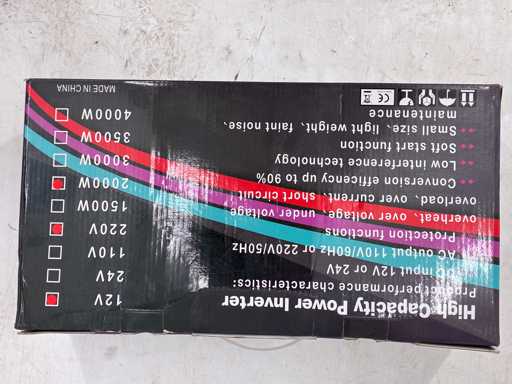 High-Capacity Power Inverter
Product performance characteristics:
DC input 12V or 24V
AC output 110V/60Hz or 220V/50Hz
Protection functions
overheat、over voltage、under voltage
overload、over current、short circuit
Conversion efficiency up to 90%
Low interference technology
Soft start function
Small size、light weight、faint noise、
maintenance
12V
24V
110V
220V
1500W
2000W
3000W
3500W
4000W
CE
MADE IN CHINA